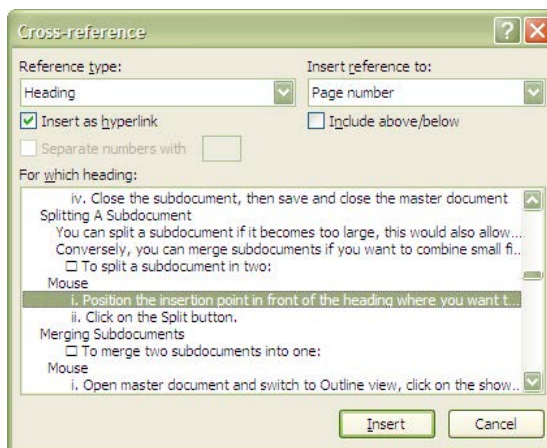 Cross-reference
Reference type:
Insert reference to:
Heading
Page number
Insert as hyperlink
Include above/below
Separate numbers with
For which heading:
iv. Close the subdocument, then save and close the master document
Splitting A Subdocument
You can split a subdocument if it becomes too large, this would also allow...
Conversely, you can merge subdocuments if you want to combine small fi...
☐ To split a subdocument in two:
Mouse
i. Position the insertion point in front of the heading where you want t...
ii. Click on the Split button.
Merging Subdocuments
☐ To merge two subdocuments into one:
Mouse
i. Open master document and switch to Outline view, click on the show...
Insert
Cancel